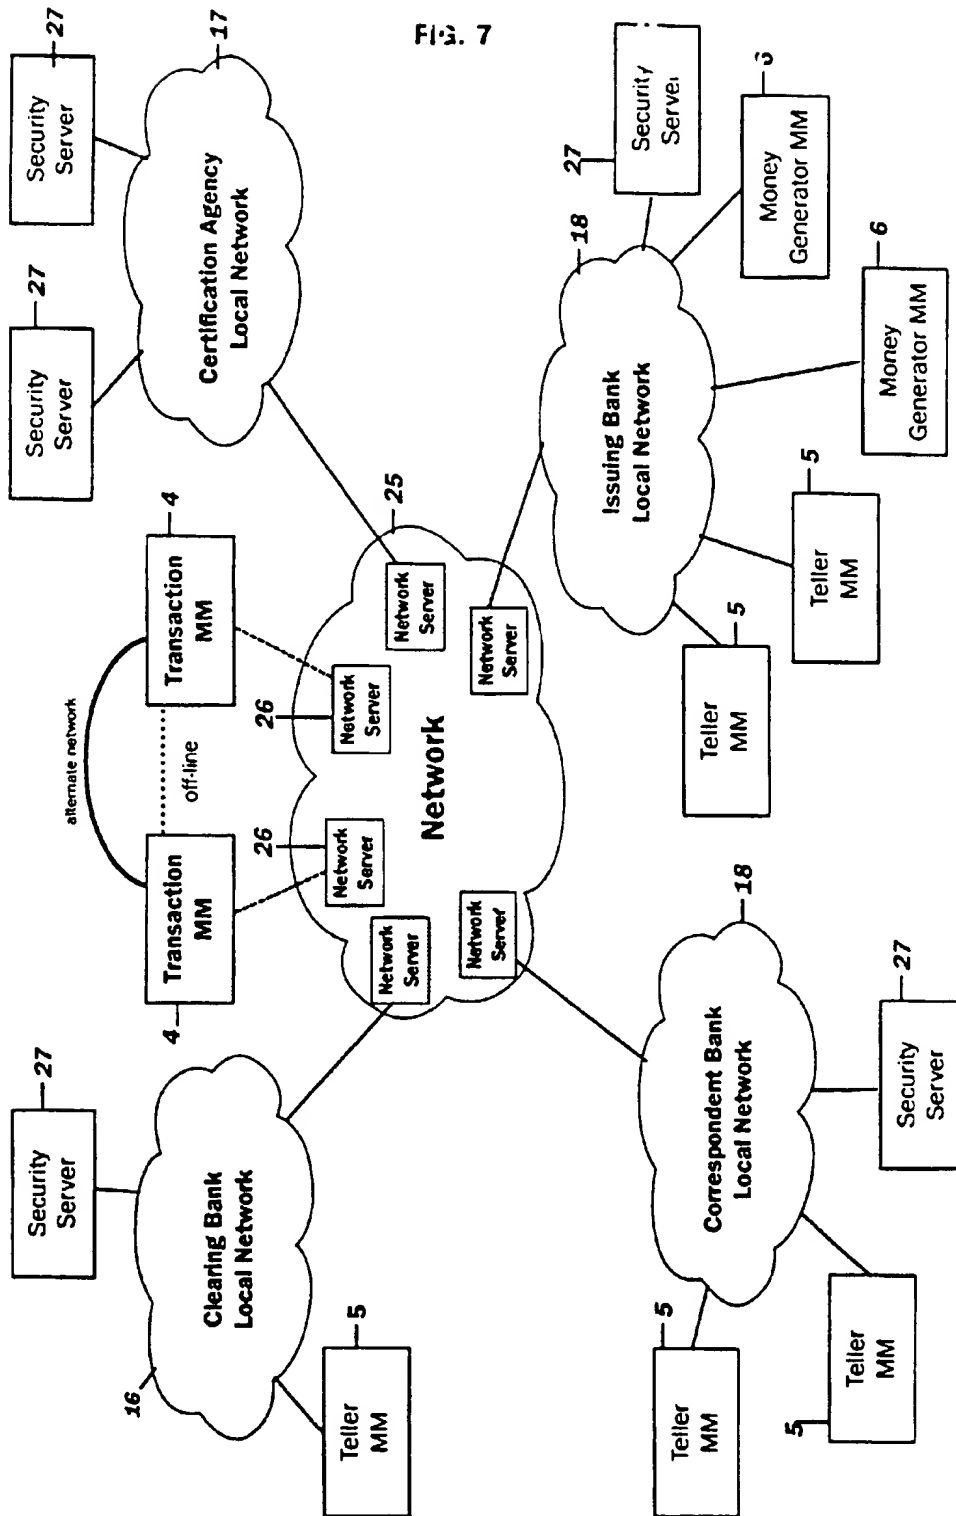 FIG. 7
Security
Server
27
Security
Server
27
Certification Agency
Local Network
17
alternate network
off-line
Transaction
MM
4
Transaction
MM
4
Security
Server
27
Clearing Bank
Local Network
16
Teller
MM
5
Network
25
Network
Server
Network
Server
26
Network
Server
26
Network
Server
Network
Server
Network
Server
Issuing Bank
Local Network
18
Security
Server
27
Money
Generator MM
Money
Generator MM
6
Teller
MM
5
Teller
MM
5
Correspondent Bank
Local Network
18
Security
Server
27
Teller
MM
5
Teller
MM
5